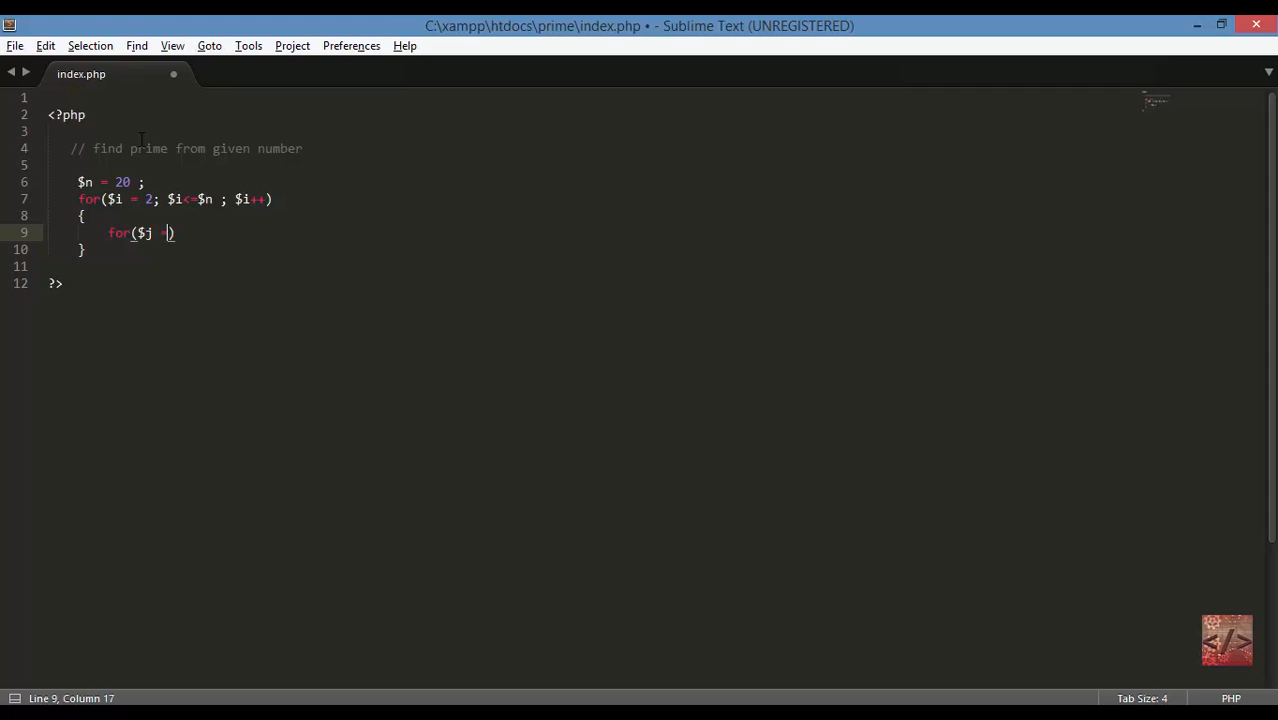 C:\xampp\htdocs\prime\index.php • - Sublime Text (UNREGISTERED)
File Edit Selection Find View Goto Tools Project Preferences Help
index.php
1
2 <?php
3
4 // find prime from given number
5
6 $n = 20 ;
7 for($i = 2; $i<=$n ; $i++)
8 {
9 for($j =)
10 }
11
12 ?>
</>
Line 9, Column 17 Tab Size: 4 PHP